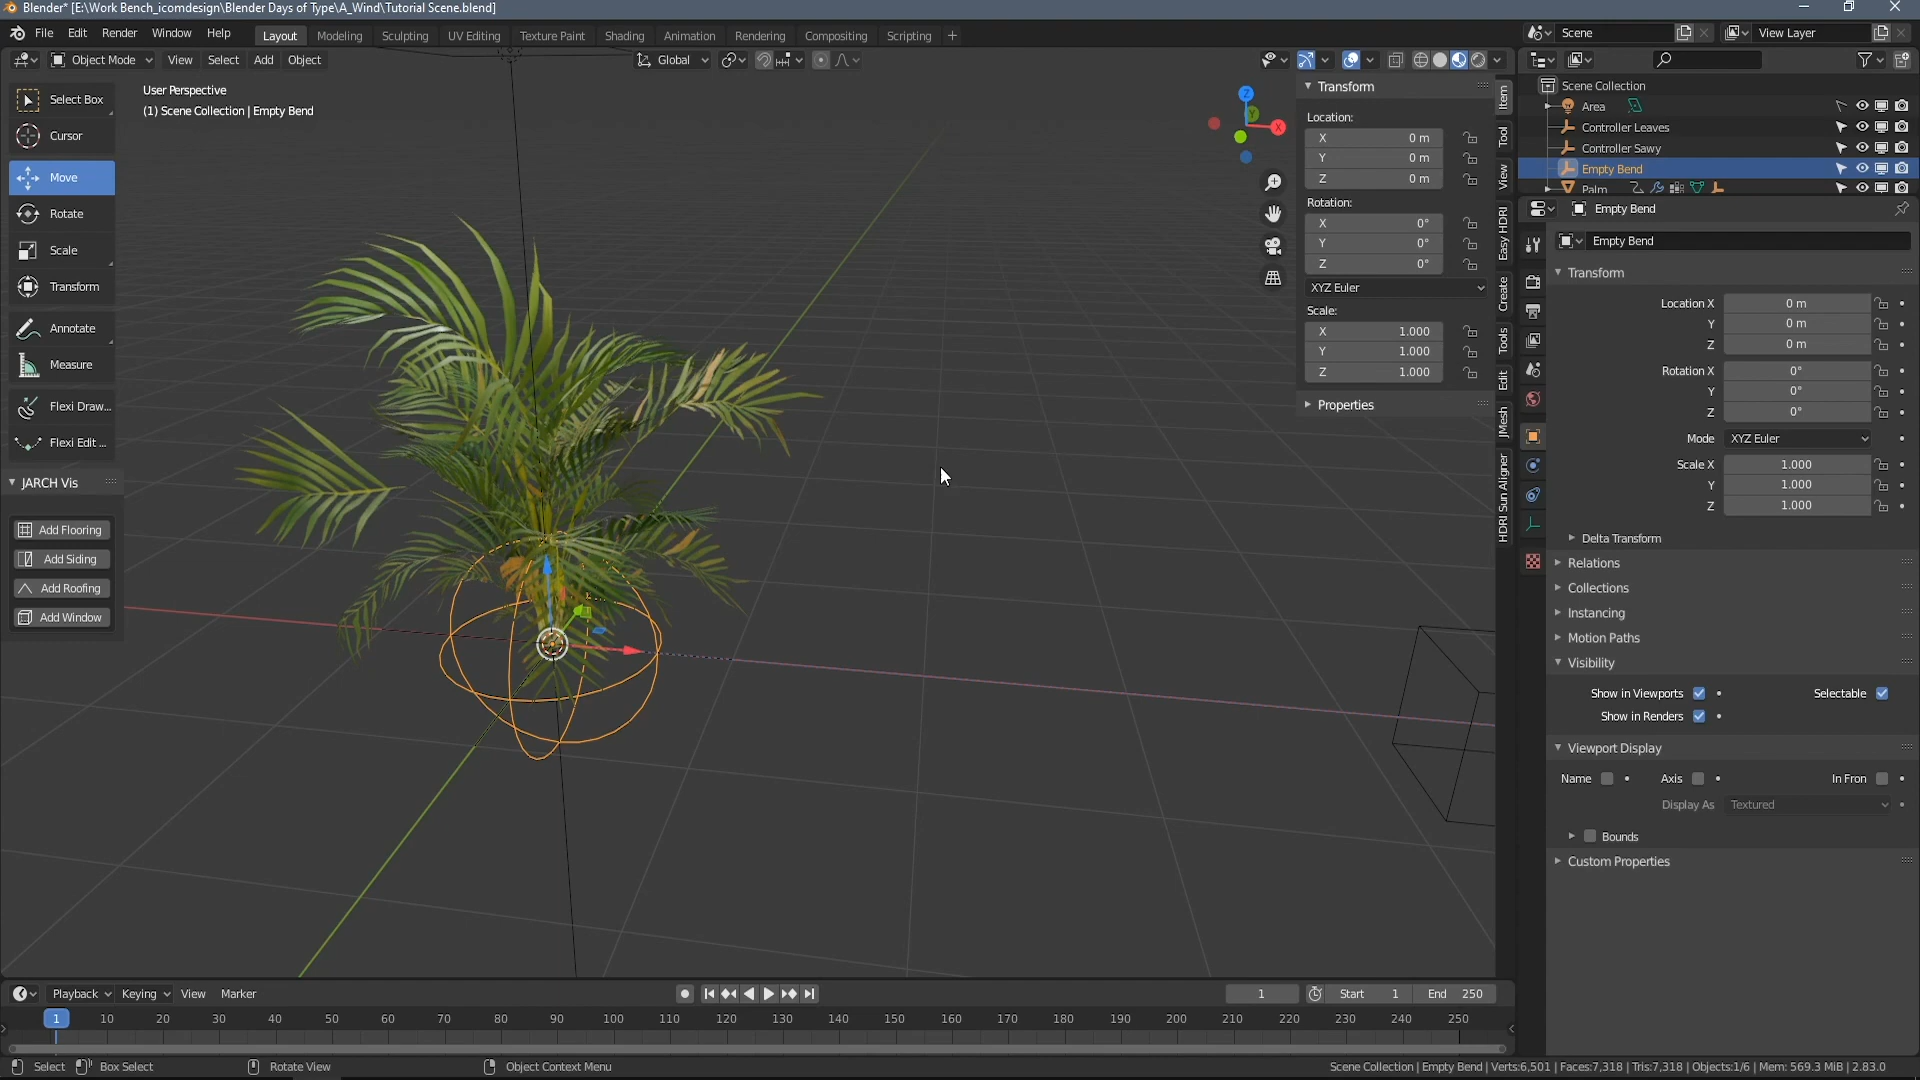 Blender* [E:\Work Bench_icomdesign\Blender Days of Type\A_Wind\Tutorial Scene.blend]
File Edit Render Window Help Layout Modeling Sculpting UV Editing Texture Paint Shading Animation Rendering Compositing Scripting + Scene View Layer
Object Mode View Select Add Object Global
User Perspective
(1) Scene Collection | Empty Bend
Select Box
Cursor
Move
Rotate
Scale
Transform
Annotate
Measure
Flexi Draw...
Flexi Edit ...
JARCH Vis
Add Flooring
Add Siding
Add Roofing
Add Window
Z
Y
X
Transform
Location:
X 0 m
Y 0 m
Z 0 m
Rotation:
X 0°
Y 0°
Z 0°
XYZ Euler
Scale:
X 1.000
Y 1.000
Z 1.000
Properties
Item
Tool
View
Easy HDRI
Create
Tools
Edit
JMesh
HDRI Sun Aligner
Scene Collection
Area
Controller Leaves
Controller Sawy
Empty Bend
Palm
Empty Bend
Empty Bend
Transform
Location X 0 m
Y 0 m
Z 0 m
Rotation X 0°
Y 0°
Z 0°
Mode XYZ Euler
Scale X 1.000
Y 1.000
Z 1.000
Delta Transform
Relations
Collections
Instancing
Motion Paths
Visibility
Show in Viewports Selectable
Show in Renders
Viewport Display
Name Axis In Fron
Display As Textured
Bounds
Custom Properties
Playback Keying View Marker 1 Start 1 End 250
1 10 20 30 40 50 60 70 80 90 100 110 120 130 140 150 160 170 180 190 200 210 220 230 240 250
Select Box Select Rotate View Object Context Menu Scene Collection | Empty Bend | Verts:6,501 | Faces:7,318 | Tris:7,318 | Objects:1/6 | Mem: 569.3 MiB | 2.83.0